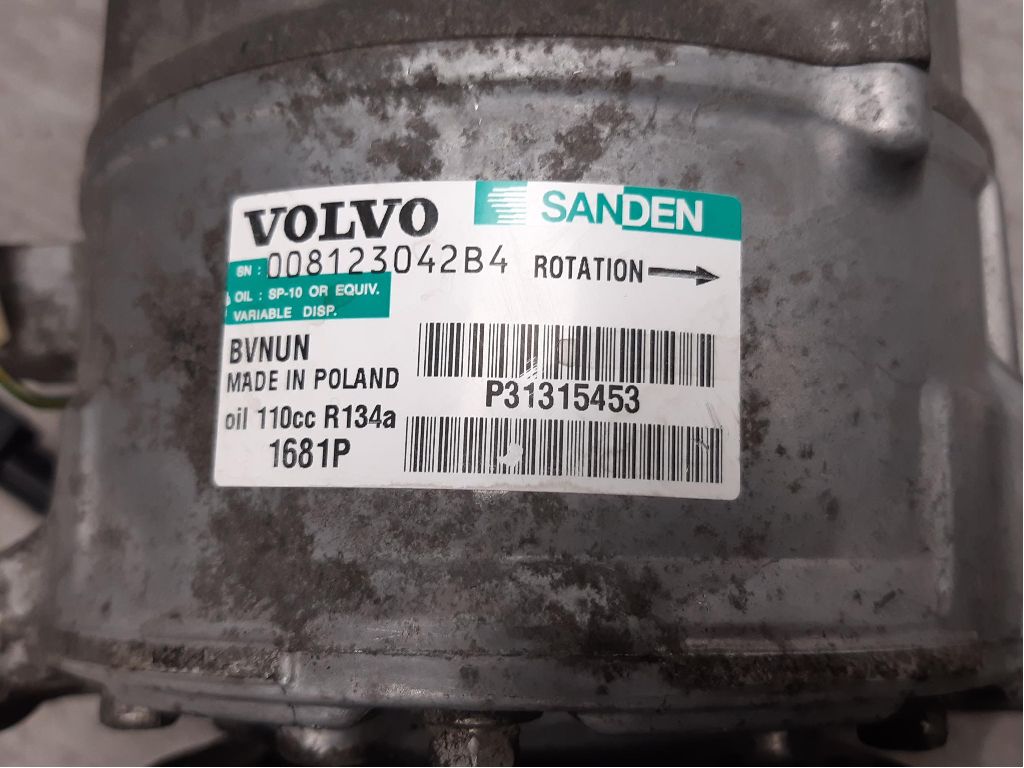 VOLVO SANDEN
SN : 008123042B4 ROTATION
OIL : SP-10 OR EQUIV.
VARIABLE DISP.
BVNUN
MADE IN POLAND
P31315453
oil 110cc R134a
1681P